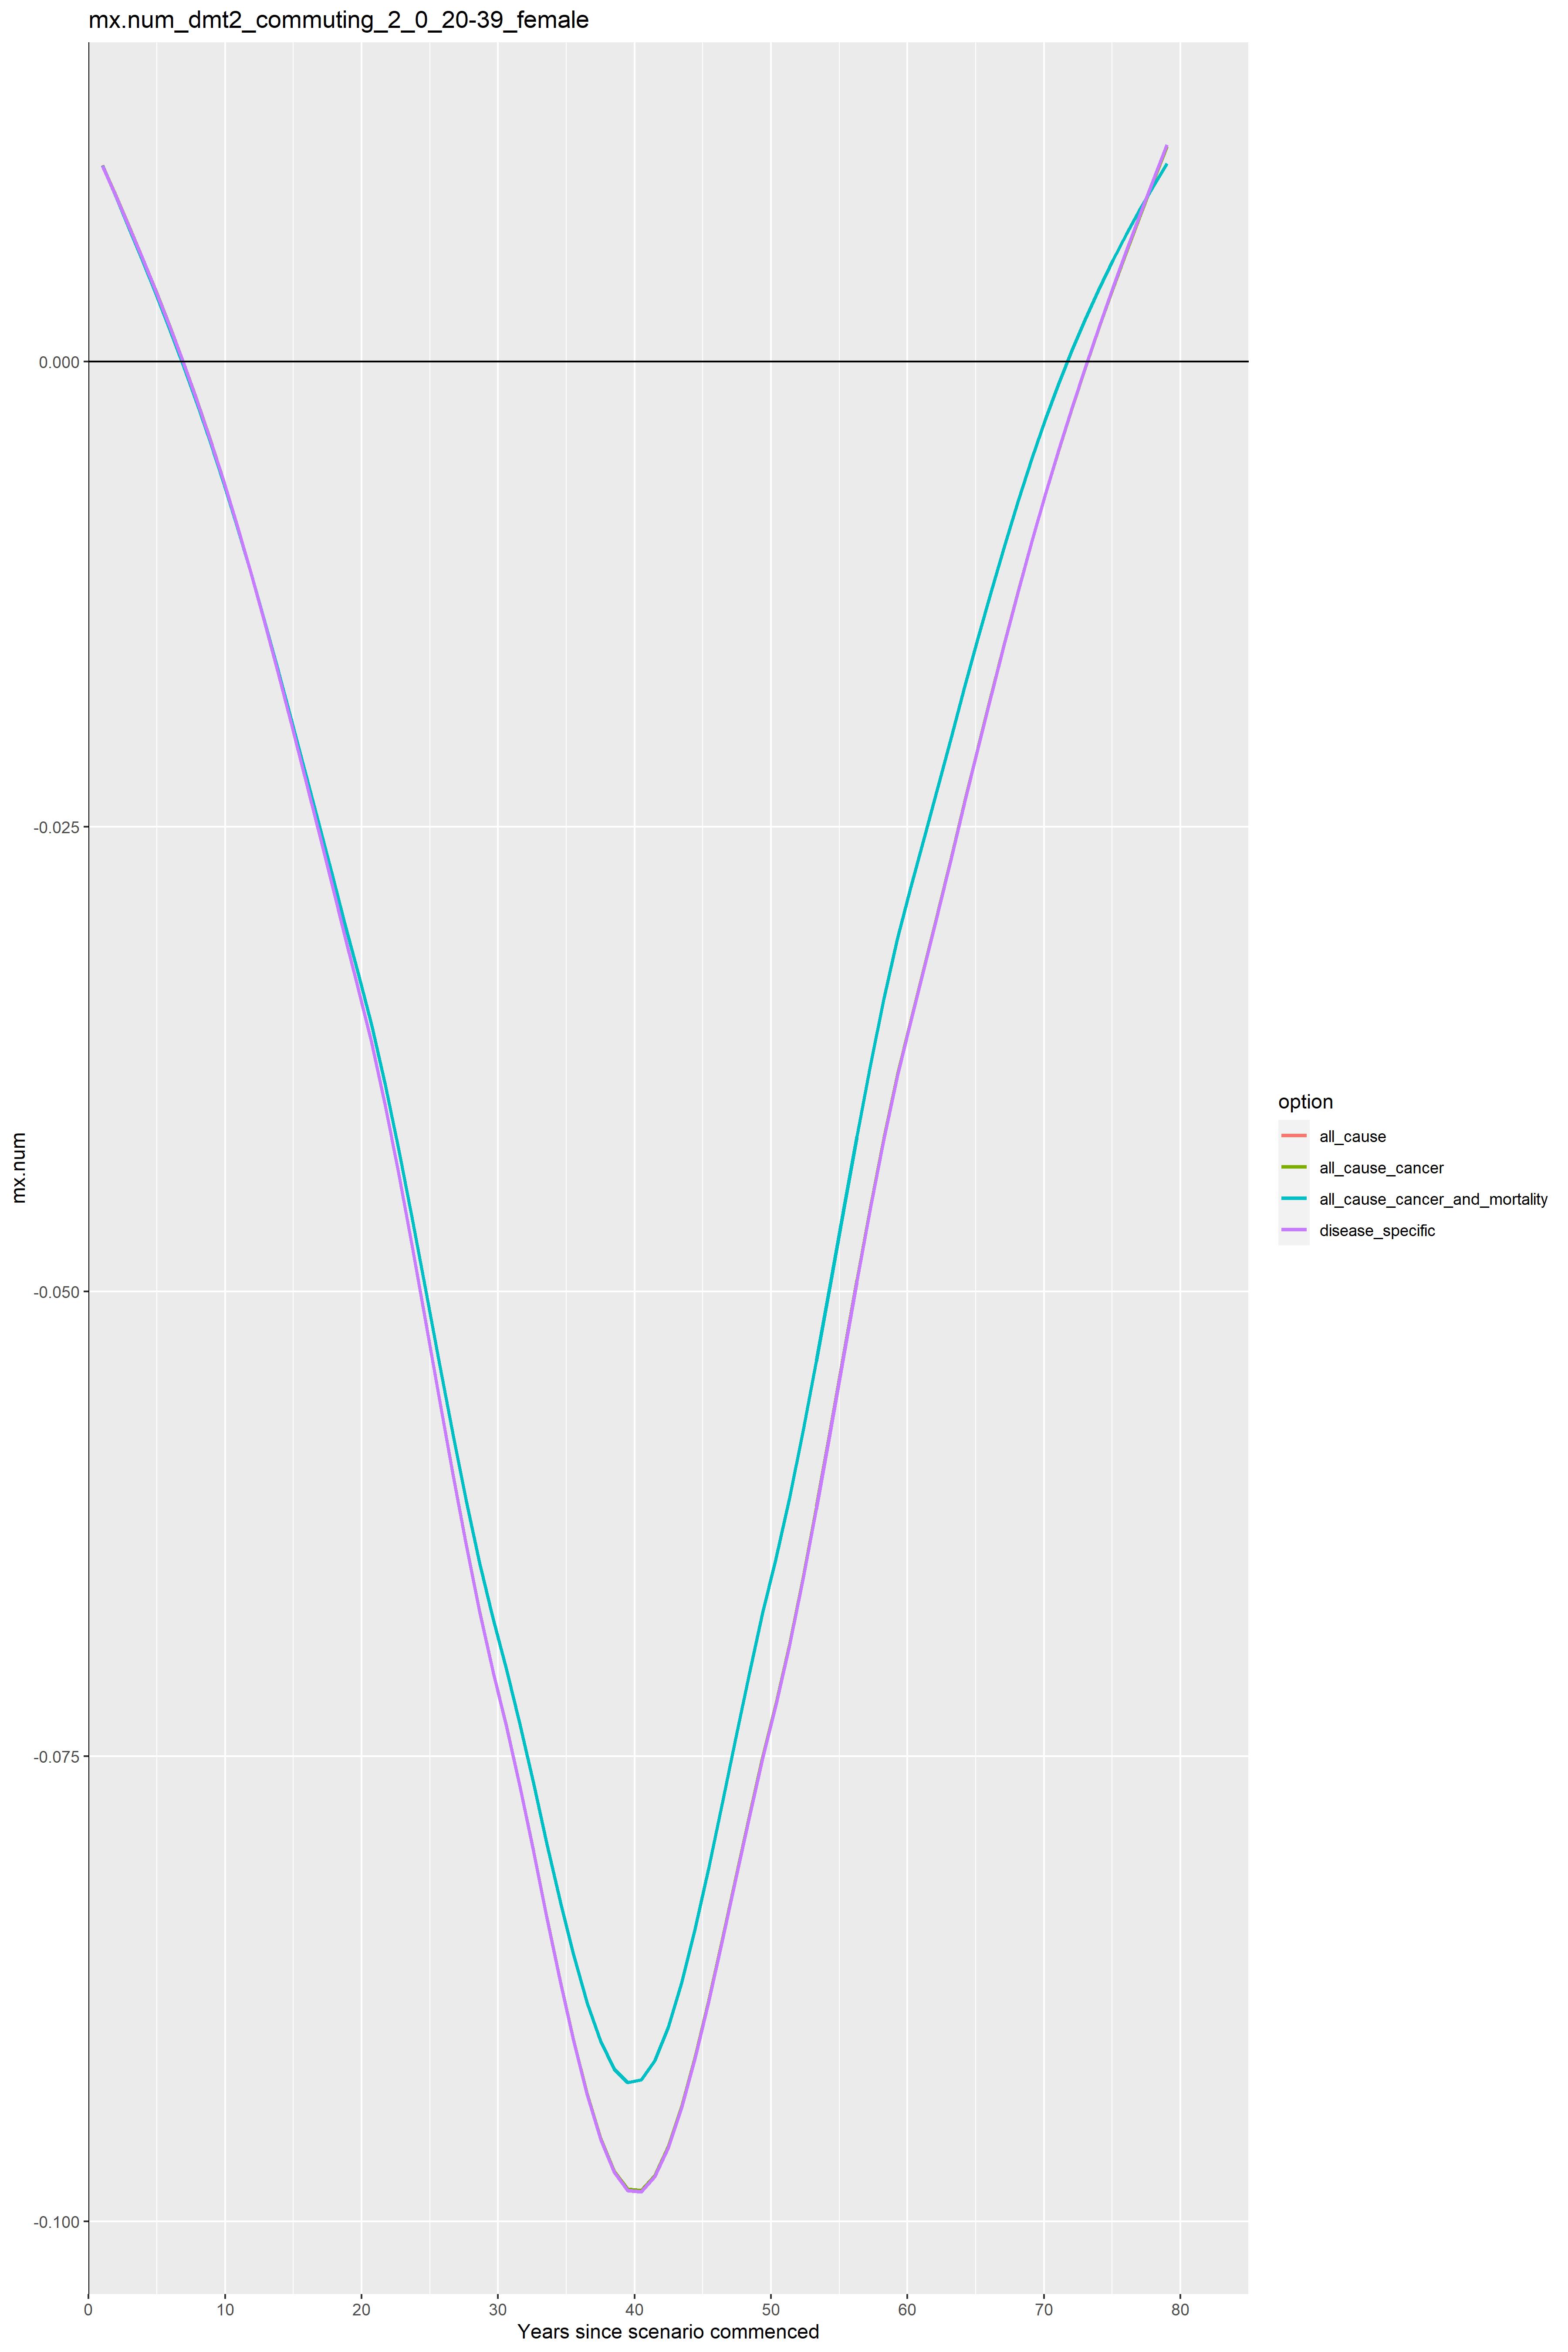 mx.num_dmt2_commuting_2_0_20-39_female
mx.num
0.000
-0.025
-0.050
-0.075
-0.100
0 10 20 30 40 50 60 70 80
Years since scenario commenced
option
all_cause
all_cause_cancer
all_cause_cancer_and_mortality
disease_specific